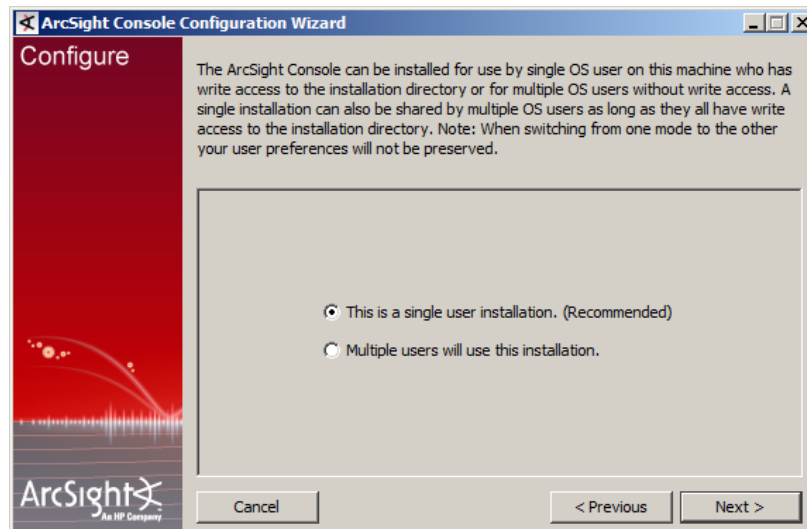 ArcSight Console Configuration Wizard
Configure
The ArcSight Console can be installed for use by single OS user on this machine who has
write access to the installation directory or for multiple OS users without write access. A
single installation can also be shared by multiple OS users as long as they all have write
access to the installation directory. Note: When switching from one mode to the other
your user preferences will not be preserved.
This is a single user installation. (Recommended)
Multiple users will use this installation.
ArcSight
An HP Company
Cancel
< Previous
Next >